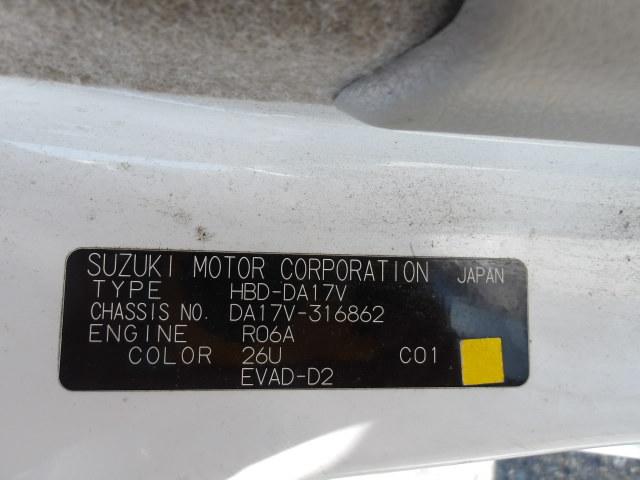 SUZUKI MOTOR CORPORATION JAPAN
TYPE HBD-DA17V
CHASSIS NO. DA17V-316862
ENGINE R06A
COLOR 26U C01
EVAD-D2